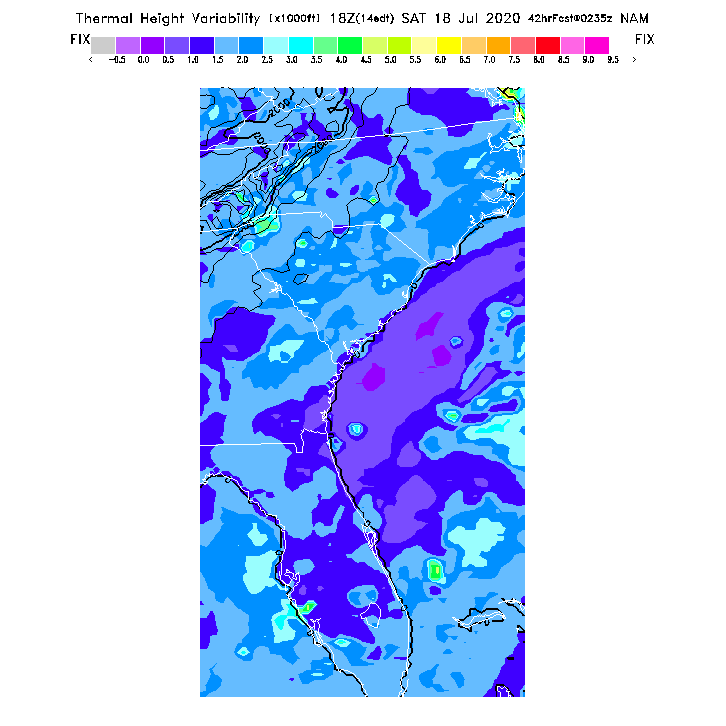 Thermal Height Variability [x1000ft] 18Z(14edt) SAT 18 Jul 2020 42hrFcst@0235z NAM
FIX FIX
< -0.5 0.0 0.5 1.0 1.5 2.0 2.5 3.0 3.5 4.0 4.5 5.0 5.5 6.0 6.5 7.0 7.5 8.0 8.5 9.0 9.5 >
2000
2000